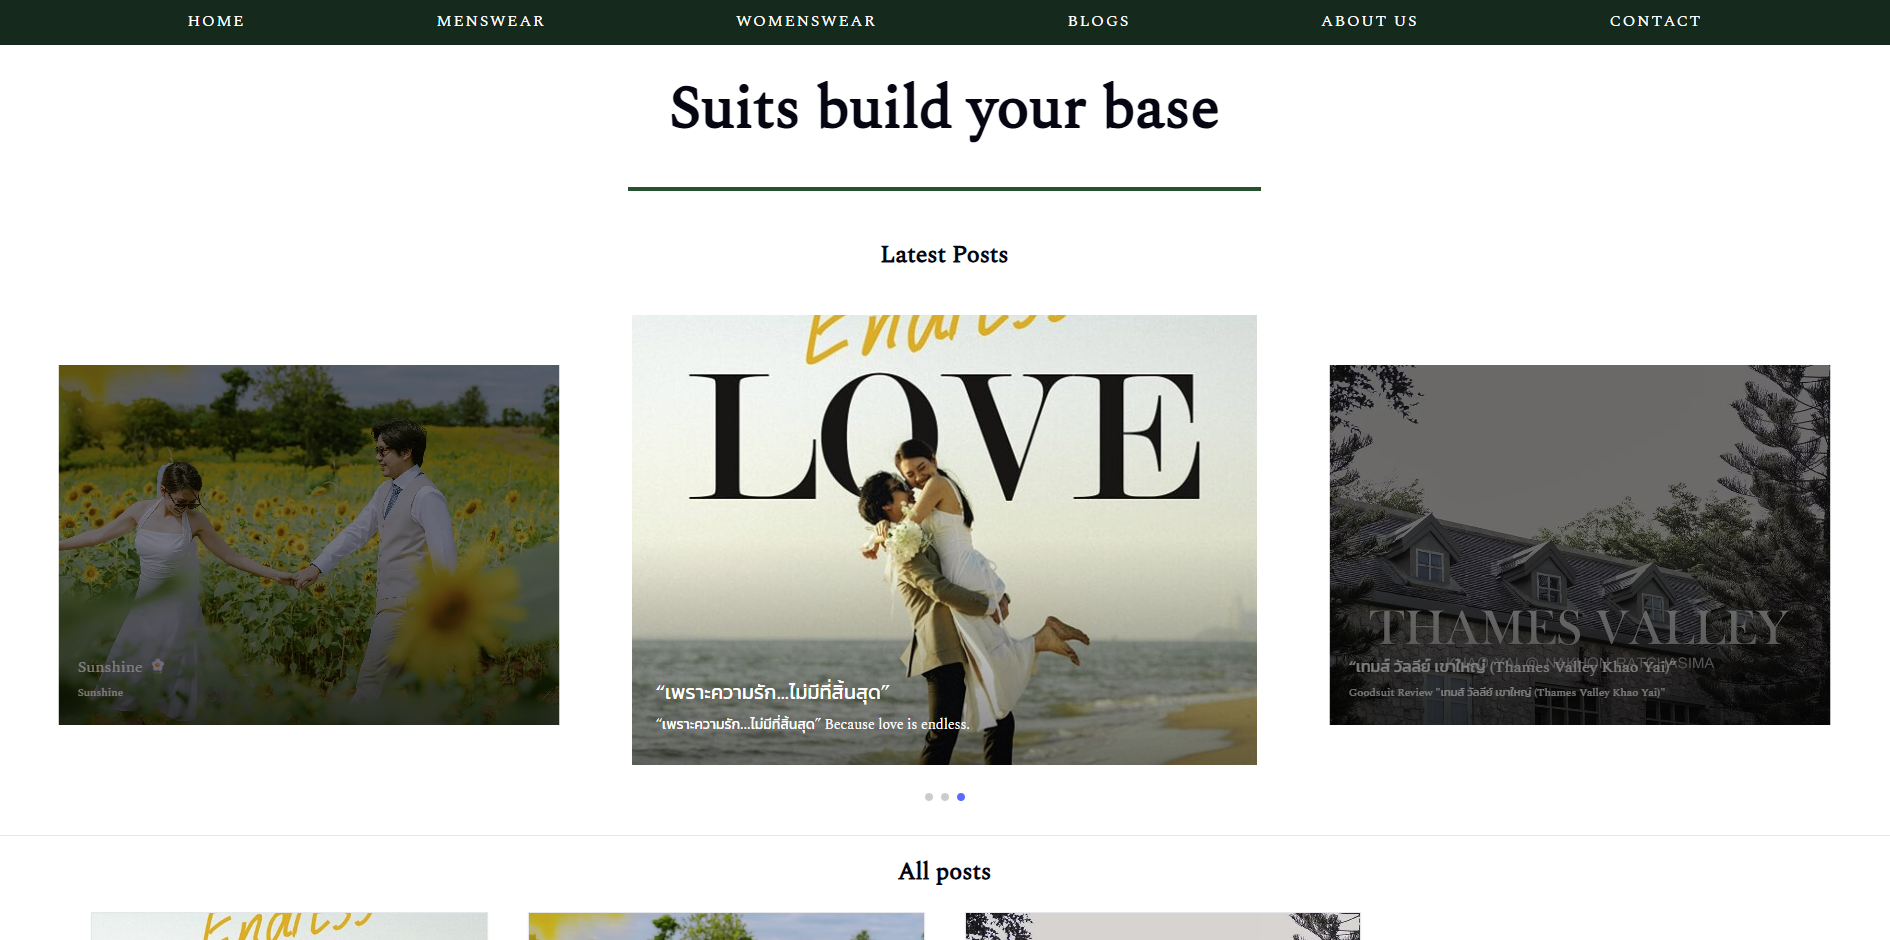 HOME MENSWEAR WOMENSWEAR BLOGS ABOUT US CONTACT
Suits build your base
Latest Posts
Endless
LOVE
Sunshine 🌸
Sunshine
“เพราะความรัก...ไม่มีที่สิ้นสุด”
“เพราะความรัก...ไม่มีที่สิ้นสุด” Because love is endless.
THAMES VALLEY
“เทมส์ วัลลีย์ เขาใหญ่ (Thames Valley Khao Yai)”
Goodsuit Review "เทมส์ วัลลีย์ เขาใหญ่ (Thames Valley Khao Yai)"
All posts
Endless